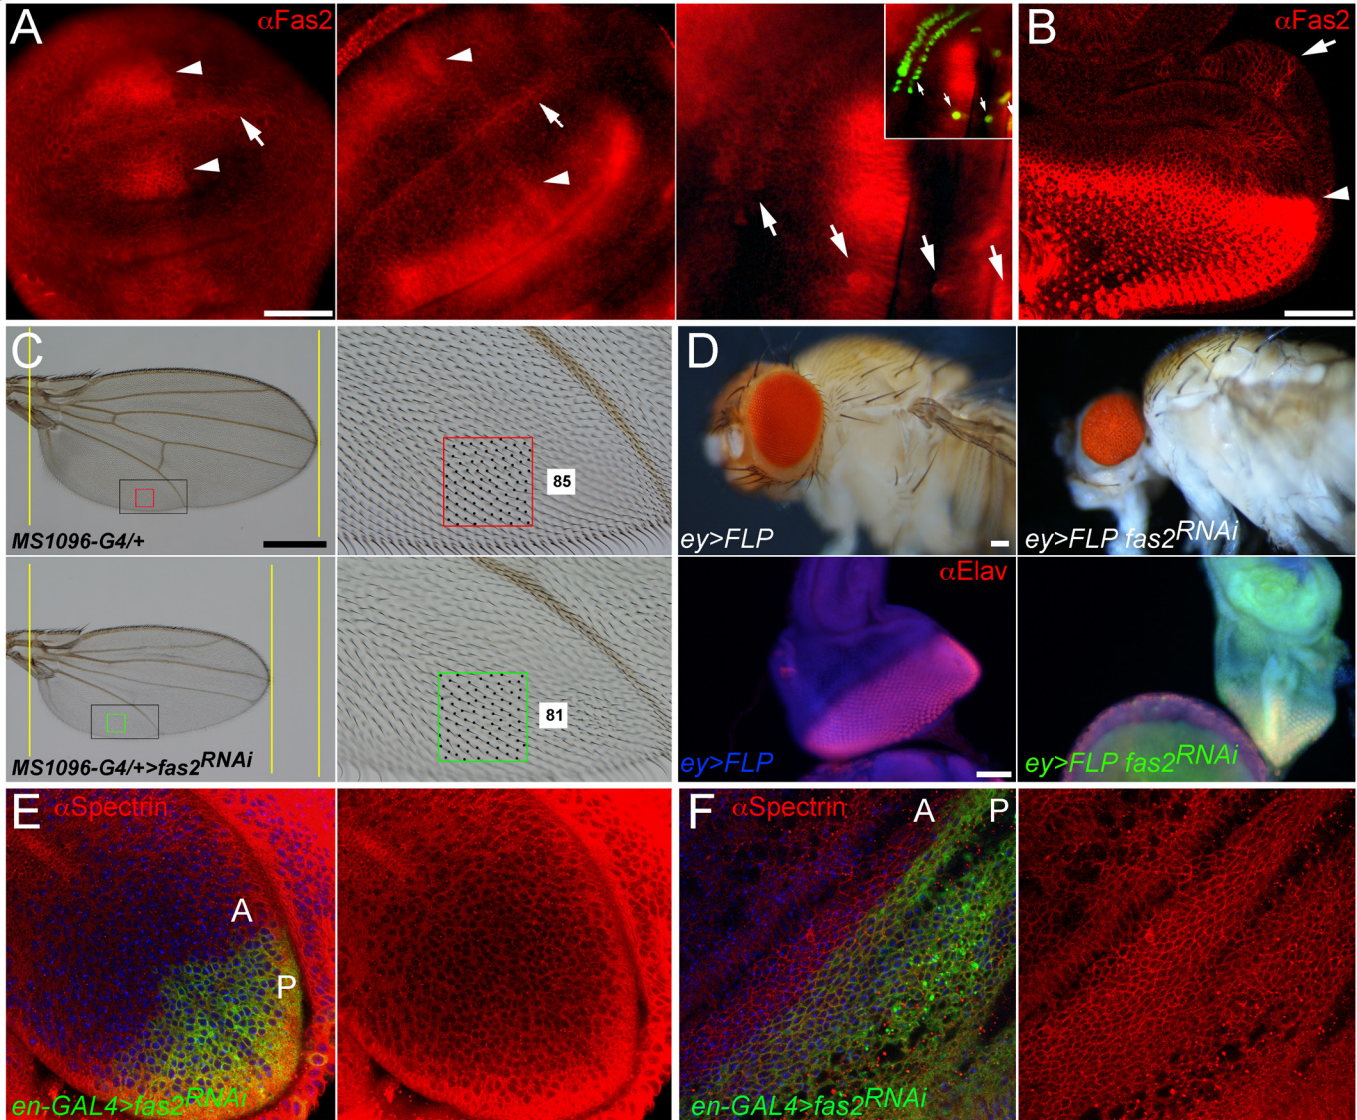 A
αFas2
B
αFas2
C
MS1096-G4/+
85
MS1096-G4/+>fas2RNAi
81
D
ey>FLP
ey>FLP fas2RNAi
αElav
ey>FLP
ey>FLP fas2RNAi
E
αSpectrin
A
P
en-GAL4>fas2RNAi
F
αSpectrin
A
P
en-GAL4>fas2RNAi